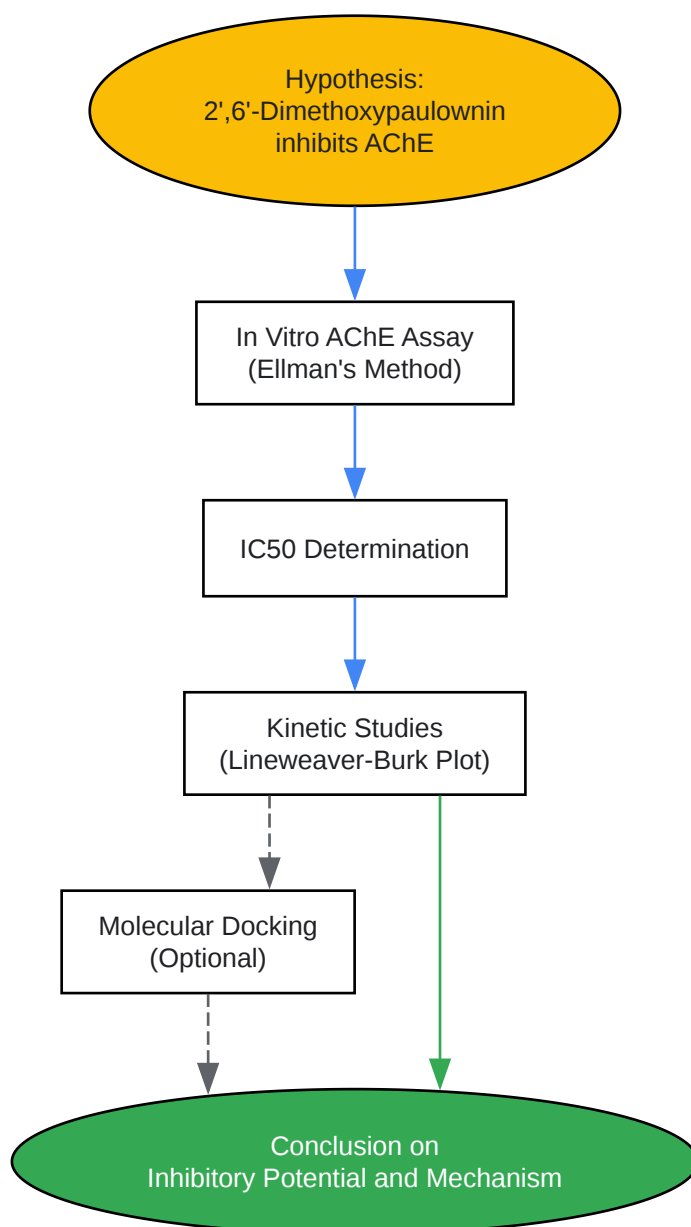 Hypothesis:
2',6'-Dimethoxypaulownin
inhibits AChE
In Vitro AChE Assay
(Ellman's Method)
IC50 Determination
Kinetic Studies
(Lineweaver-Burk Plot)
Molecular Docking
(Optional)
Conclusion on
Inhibitory Potential and Mechanism